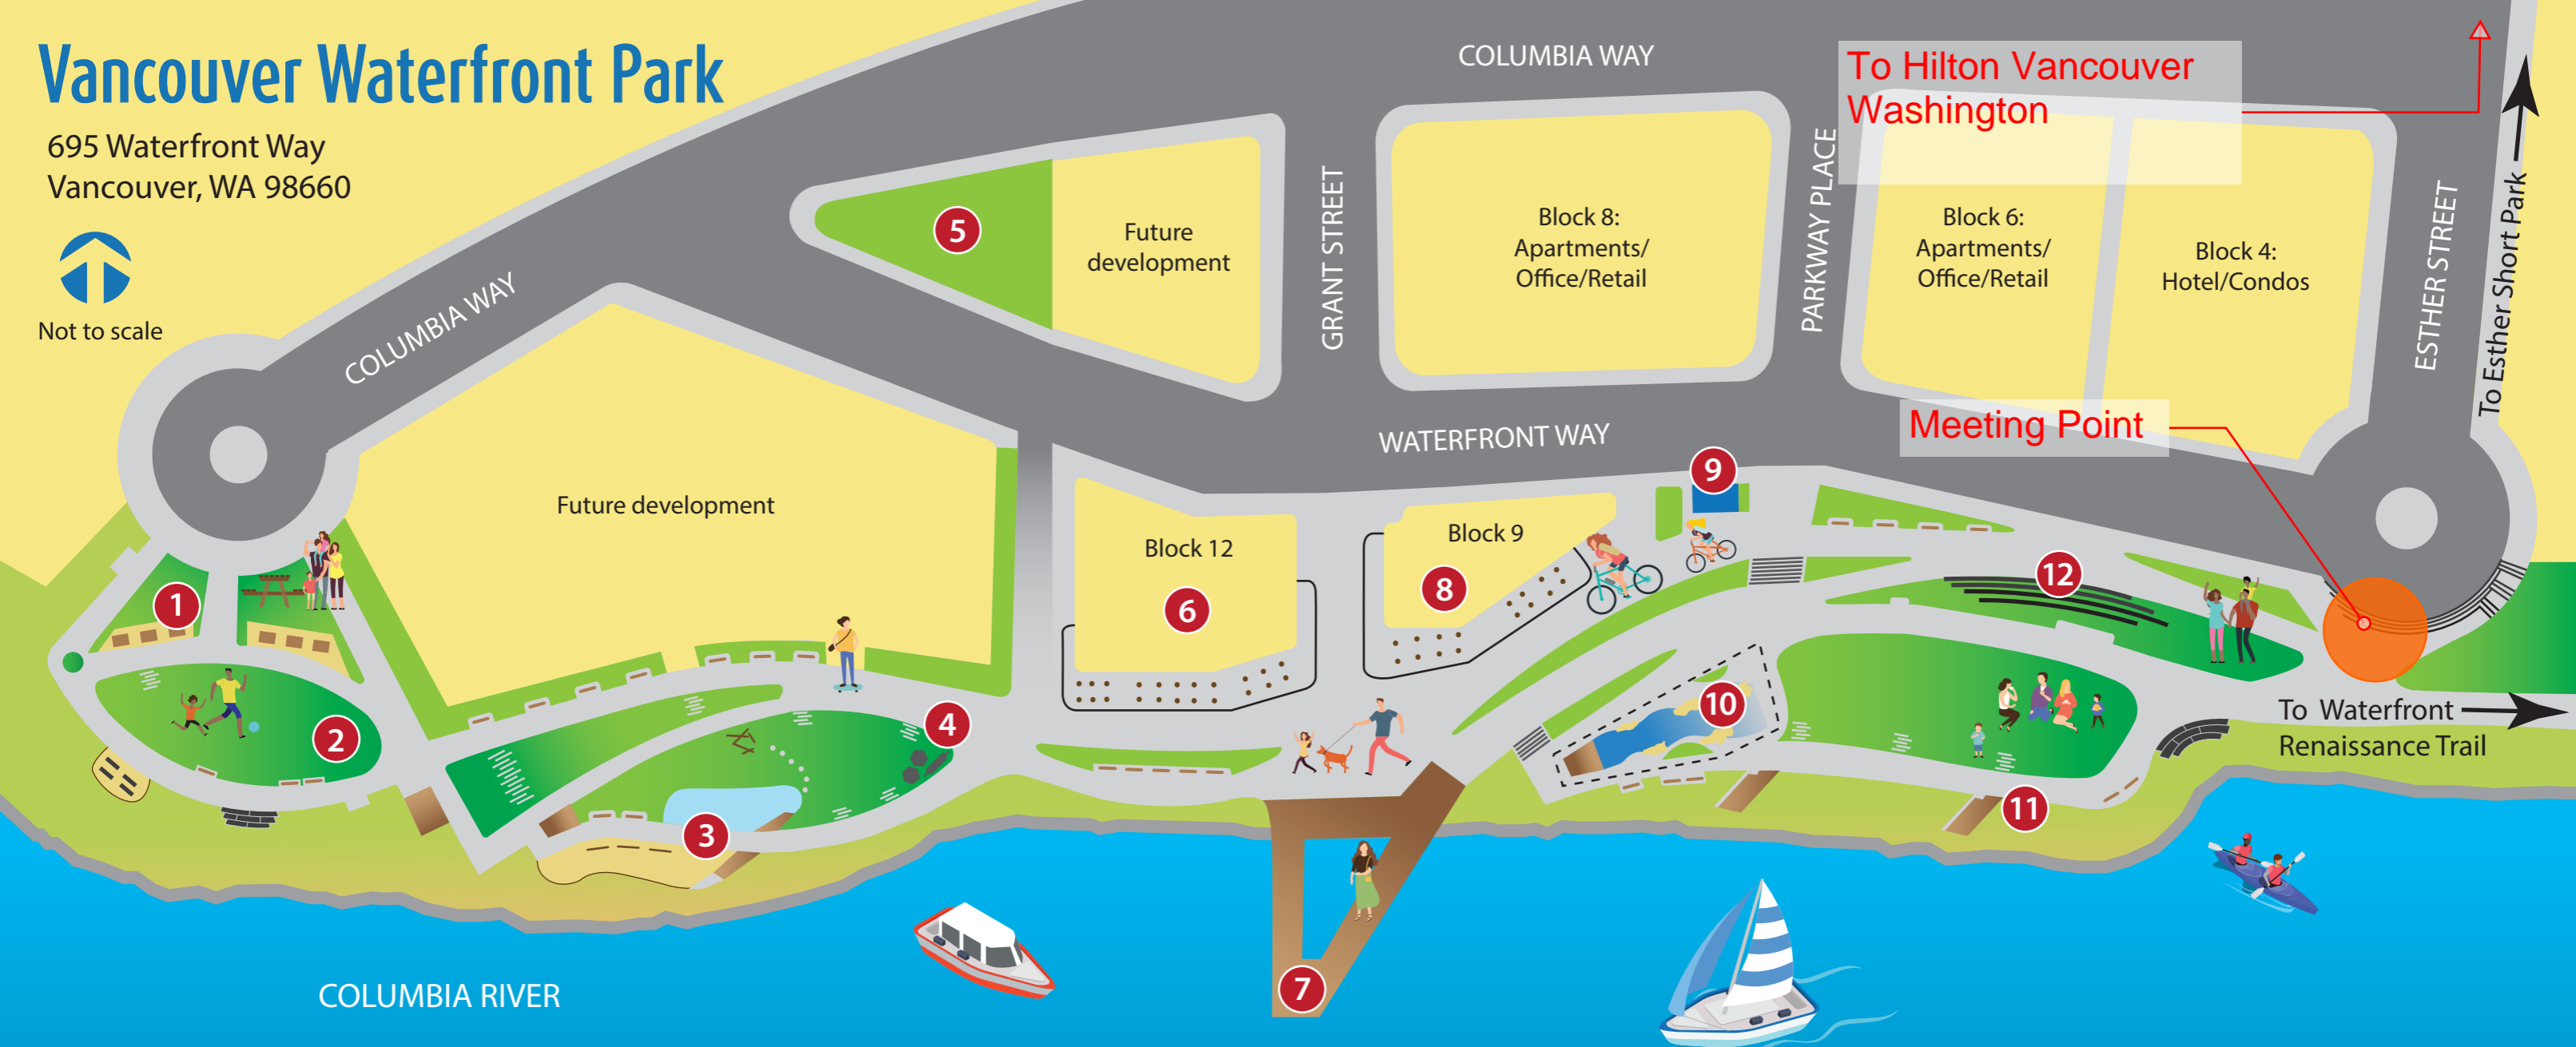 Vancouver Waterfront Park
695 Waterfront Way
Vancouver, WA 98660
Not to scale
COLUMBIA WAY
COLUMBIA WAY
To Hilton Vancouver
Washington
5
Future
development
GRANT STREET
Block 8:
Apartments/
Office/Retail
PARKWAY PLACE
Block 6:
Apartments/
Office/Retail
Block 4:
Hotel/Condos
ESTHER STREET
To Esther Short Park
Meeting Point
WATERFRONT WAY
Future development
Block 12
6
Block 9
8
9
12
1
2
3
4
10
11
To Waterfront
Renaissance Trail
7
COLUMBIA RIVER